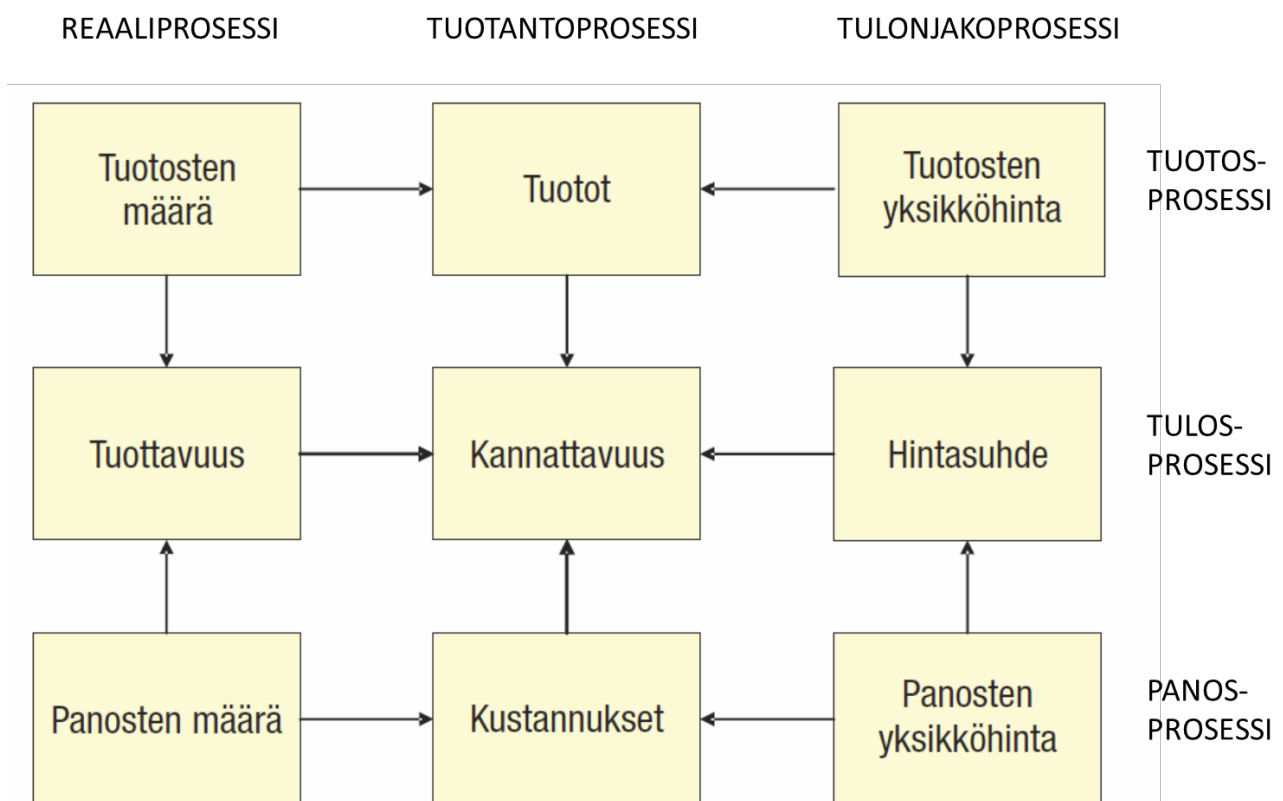 REAALIPROSESSI
TUOTANTOPROSESSI
TULONJAKOPROSESSI
Tuotosten
määrä
Tuotot
Tuotosten
yksikköhinta
TUOTOS-
PROSESSI
Tuottavuus
Kannattavuus
Hintasuhde
TULOS-
PROSESSI
Panosten määrä
Kustannukset
Panosten
yksikköhinta
PANOS-
PROSESSI